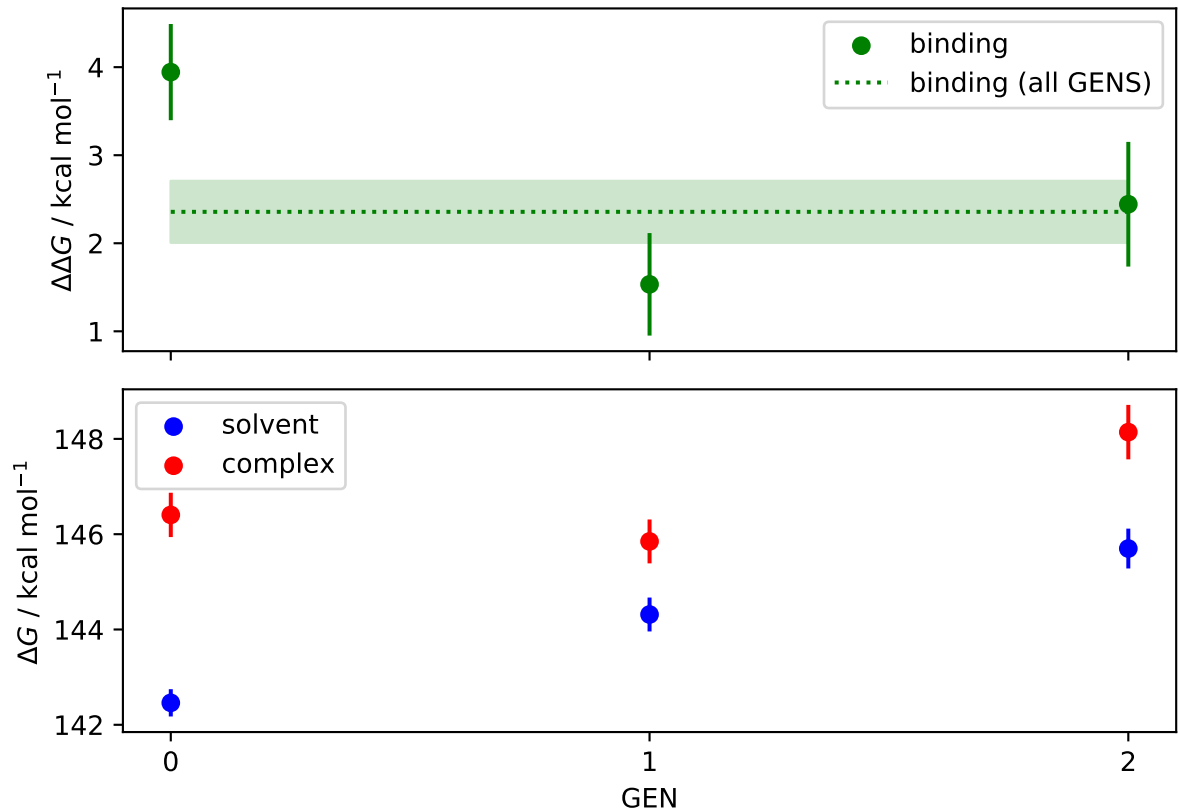 ΔΔG / kcal mol⁻¹
4
3
2
1
binding
binding (all GENS)
ΔG / kcal mol⁻¹
148
146
144
142
solvent
complex
0 1 2
GEN